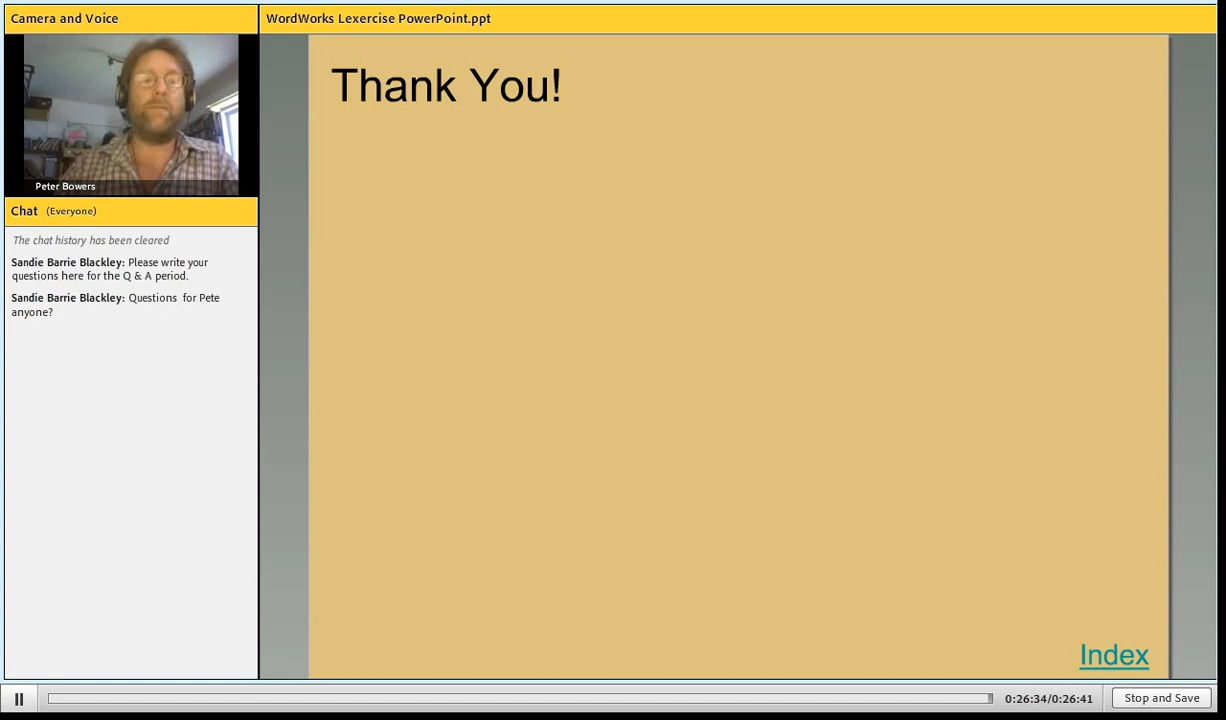 Camera and Voice
WordWorks Lexercise PowerPoint.ppt
Peter Bowers
Chat (Everyone)
The chat history has been cleared
Sandie Barrie Blackley: Please write your
questions here for the Q & A period.
Sandie Barrie Blackley: Questions for Pete
anyone?
Thank You!
Index
0:26:34/0:26:41
Stop and Save